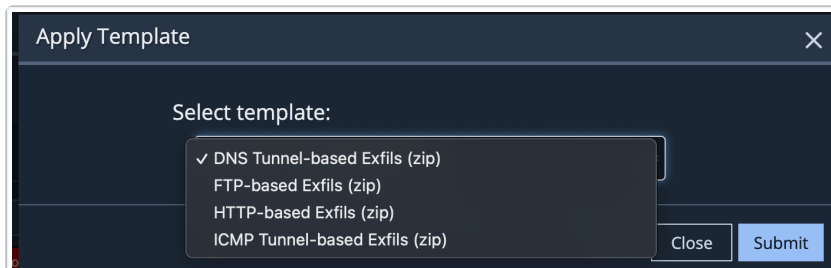 Apply Template
Select template:
✓ DNS Tunnel-based Exfils (zip)
FTP-based Exfils (zip)
HTTP-based Exfils (zip)
ICMP Tunnel-based Exfils (zip)
Close Submit